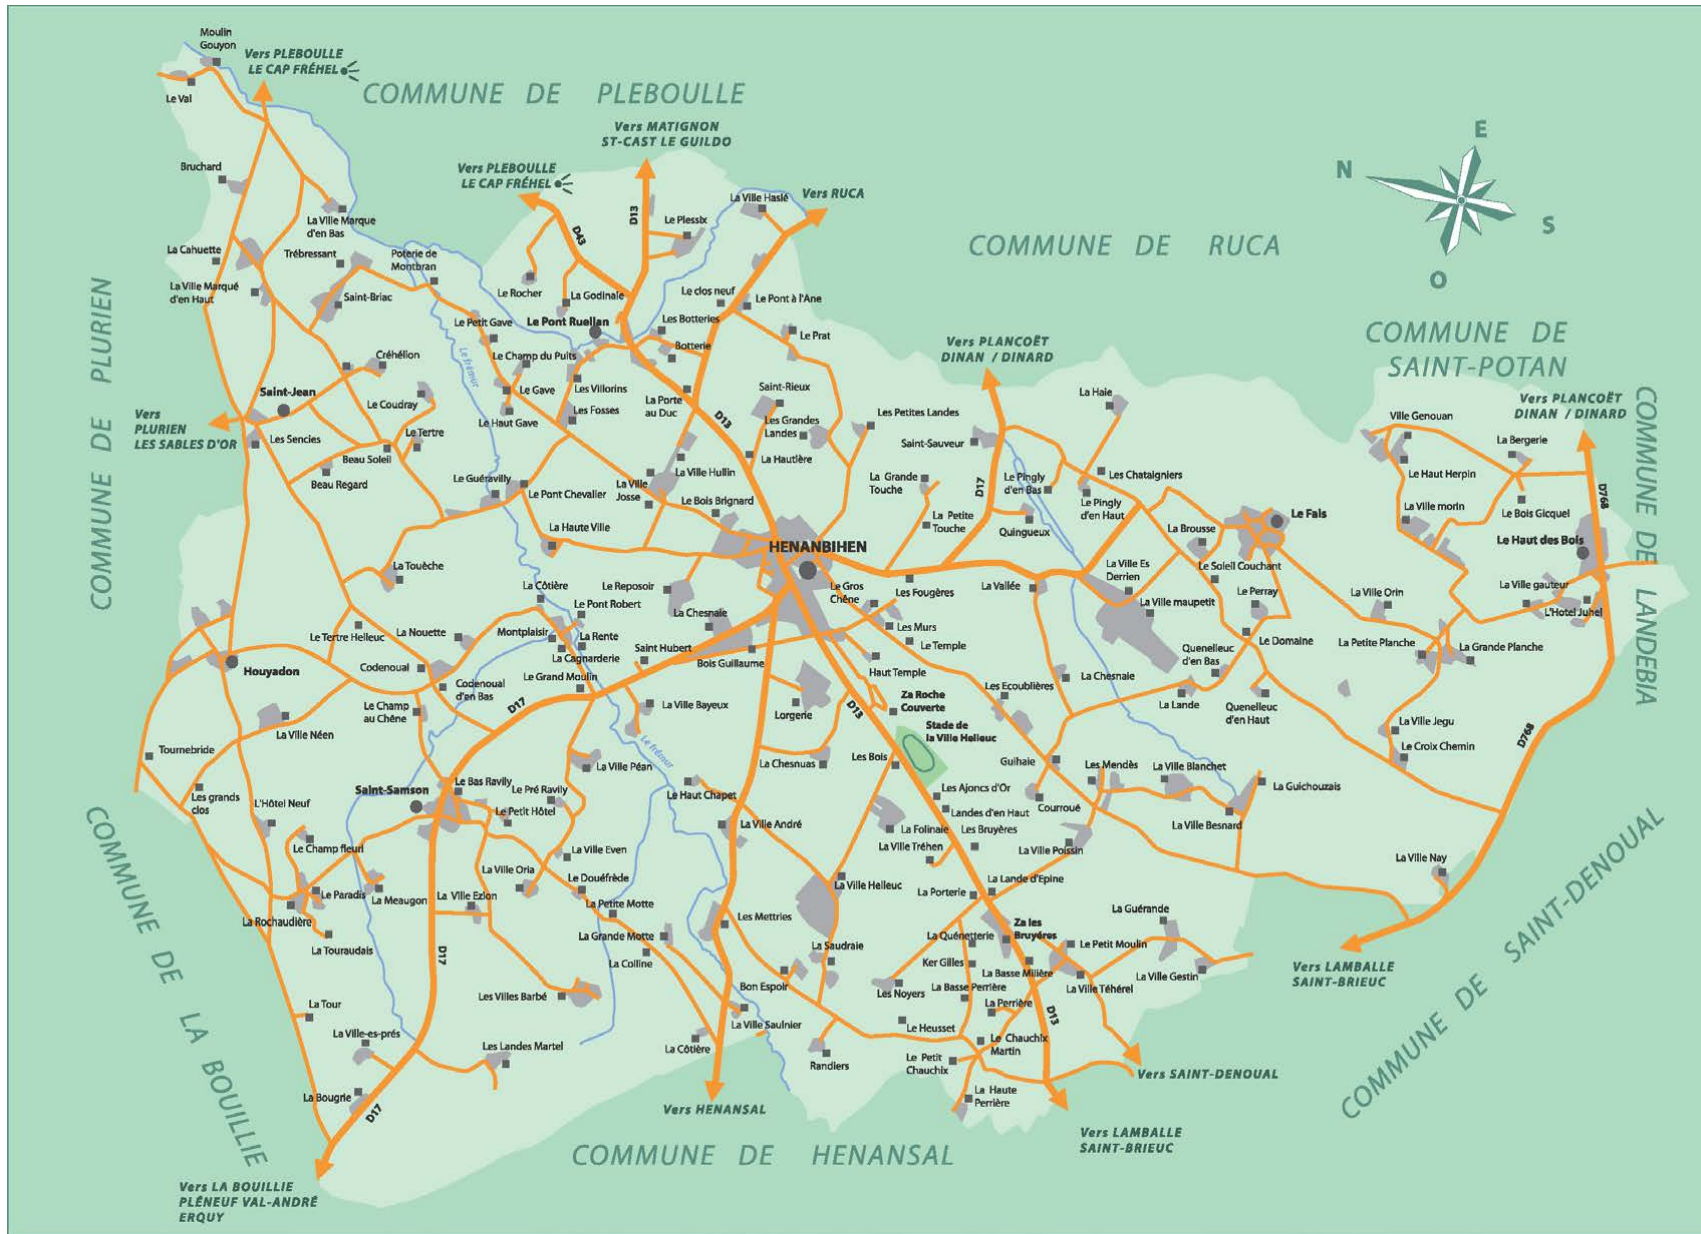 Moulin
Gouyon
Vers PLEBOULLE
LE CAP FRÉHEL
Le Val
COMMUNE DE PLEBOULLE
Vers MATIGNON
ST-CAST LE GUILDO
Vers PLEBOULLE
LE CAP FRÉHEL
Bruchard
La Ville Haslé
Vers RUCA
E
N
S
O
La Ville Marque
d'en Bas
D43
D13
Le Plessix
COMMUNE DE RUCA
La Cahuette
Trébressant
Poterie de
Montbran
La Ville Marqué
d'en Haut
Saint-Briac
Le Rocher
La Godinale
Le clos neuf
Le Pont à l'Ane
COMMUNE DE PLURIEN
Le Petit Gave
Le Pont Ruellan
Les Botteries
Botterie
Le Prat
COMMUNE DE
SAINT-POTAN
Vers PLANCOËT
DINAN / DINARD
Créhélion
Le frémur
Le Champ du Puits
Saint-Jean
Le Coudray
Le Gave
Les Villorins
La Porte
au Duc
Saint-Rieux
La Haie
Vers PLANCOËT
DINAN / DINARD
COMMUNE DE LANDEBIA
Vers
PLURIEN
LES SABLES D'OR
Les Sencies
Le Tertre
Le Haut Gave
Les Fosses
D13
Les Grandes
Landes
Les Petites Landes
Saint-Sauveur
Ville Genouan
La Bergerie
Beau Soleil
Beau Regard
Le Guéravilly
Le Pont Chevalier
La Ville Hullin
La Ville
Josse
La Hautière
La Grande
Touche
D17
Le Pingly
d'en Bas
Les Chataigniers
Le Haut Herpin
D768
Le Bois Brignard
Le Pingly
d'en Haut
La Ville morin
Le Bois Gicquel
La Haute Ville
La Petite
Touche
Quingueux
La Brousse
Le Fais
Le Haut des Bois
HENANBIHEN
La Touèche
La Côtière
Le Reposoir
Le Gros
Chêne
Les Fougères
La Vallée
La Ville Es
Derrien
Le Soleil Couchant
La Ville gauteur
Le Pont Robert
La Chesnaie
La Ville maupetit
Le Perray
La Ville Orin
L'Hotel Juhel
Le Tertre Helleuc
La Nouette
Montplaisir
La Rente
Les Murs
Le Temple
Le Domaine
La Petite Planche
La Grande Planche
Houyadon
Codenoual
La Cagnarderie
Saint Hubert
Bois Guillaume
Haut Temple
Quenelleuc
d'en Bas
Codenoual
d'en Bas
Le Grand Moulin
La Chesnaie
Le Champ
au Chêne
D17
La Ville Bayeux
Lorgerie
D13
Za Roche
Couverte
Les Ecoublières
La Lande
Quenelleuc
d'en Haut
La Ville Néen
Stade de
la Ville Helleuc
La Ville Jegu
D768
Tournebride
Le frémur
Le Croix Chemin
La Ville Péan
La Chesnuas
Les Bois
Guihaie
Les Mendès
La Ville Blanchet
La Guichouzais
Saint-Samson
Le Bas Ravily
Le Pré Ravily
Le Haut Chapet
Les Ajoncs d'Or
Les grands
clos
L'Hôtel Neuf
Le Petit Hôtel
Landes d'en Haut
Courroué
La Ville Besnard
La Ville André
La Folinaie
Les Bruyères
Le Champ fleuri
La Ville Even
La Ville Tréhen
La Ville Poissin
La Ville Nay
COMMUNE DE LA BOUILLIE
COMMUNE DE SAINT-DENOUAL
La Ville Oria
Le Douéfrède
La Ville Helleuc
La Porterie
La Lande d'Epine
Le Paradis
La Meaugon
La Ville Ezion
La Petite Motte
La Rochaudière
Les Mettries
La Guérande
Za les
Bruyéres
La Touraudais
La Grande Motte
La Colline
La Saudraie
La Quénetterie
Le Petit Moulin
D17
Ker Gilles
La Basse Milière
La Ville Gestin
Vers LAMBALLE
SAINT-BRIEUC
Les Villes Barbé
Bon Espoir
Les Noyers
La Basse Perrière
La Ville Téhérel
La Tour
La Perrière
La Ville Saulnier
Le Heusset
D13
La Ville-es-prés
Les Landes Martel
La Côtière
Randiers
Le Chauchix
Martin
Le Petit
Chauchix
Vers SAINT-DENOUAL
La Bougrie
D17
Vers HENANSAL
La Haute
Perrière
Vers LAMBALLE
SAINT-BRIEUC
COMMUNE DE HENANSAL
Vers LA BOUILLIE
PLÉNEUF VAL-ANDRÉ
ERQUY